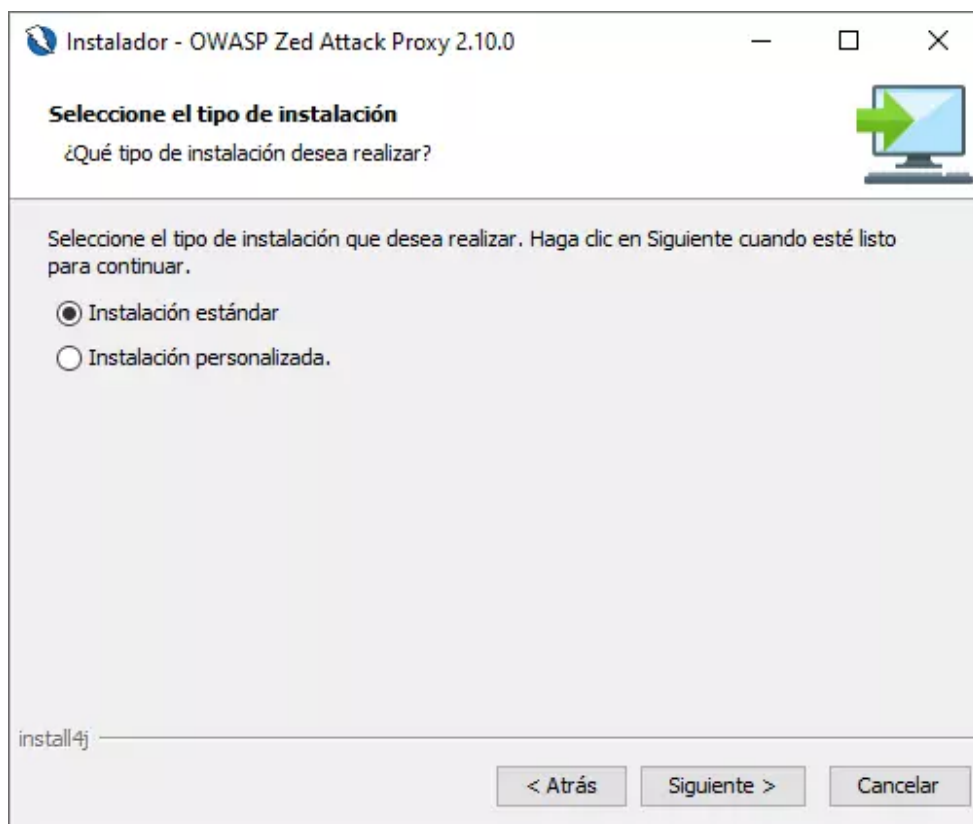 Instalador - OWASP Zed Attack Proxy 2.10.0
Seleccione el tipo de instalación
¿Qué tipo de instalación desea realizar?
Seleccione el tipo de instalación que desea realizar. Haga clic en Siguiente cuando esté listo
para continuar.
Instalación estándar
Instalación personalizada.
install4j
< Atrás Siguiente > Cancelar